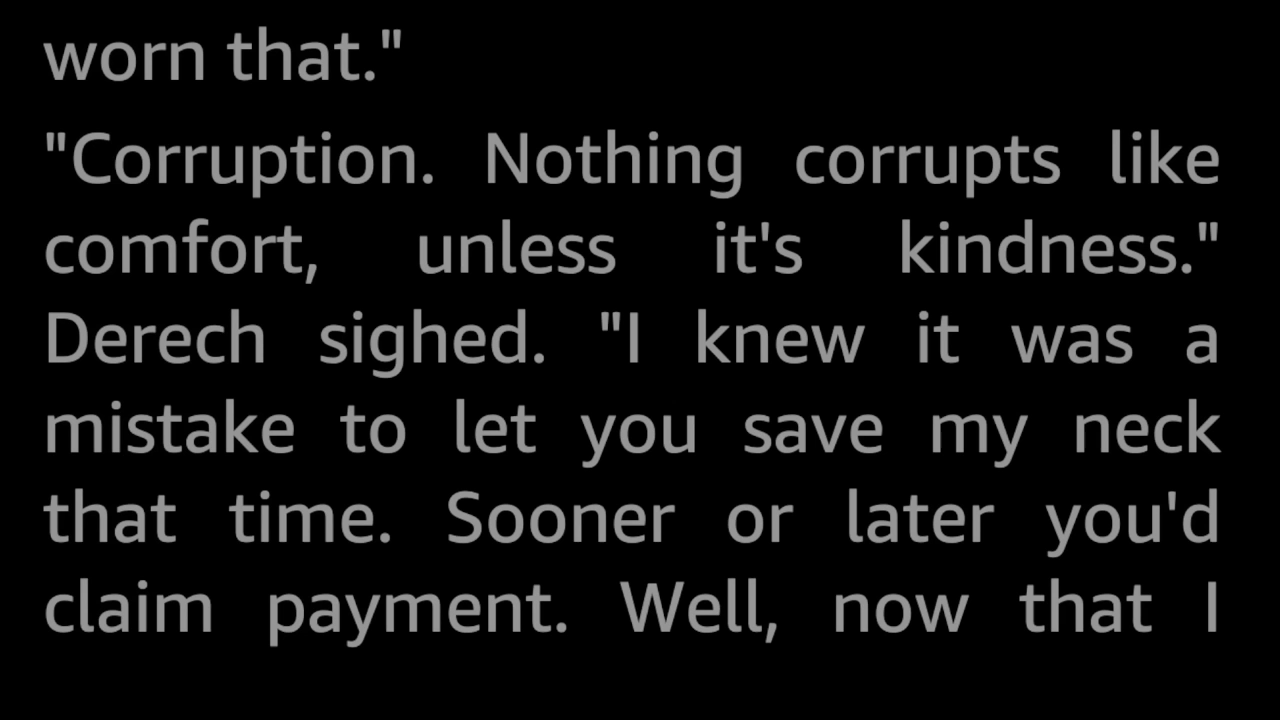 worn that."
"Corruption. Nothing corrupts like
comfort, unless it's kindness."
Derech sighed. "I knew it was a
mistake to let you save my neck
that time. Sooner or later you'd
claim payment. Well, now that I